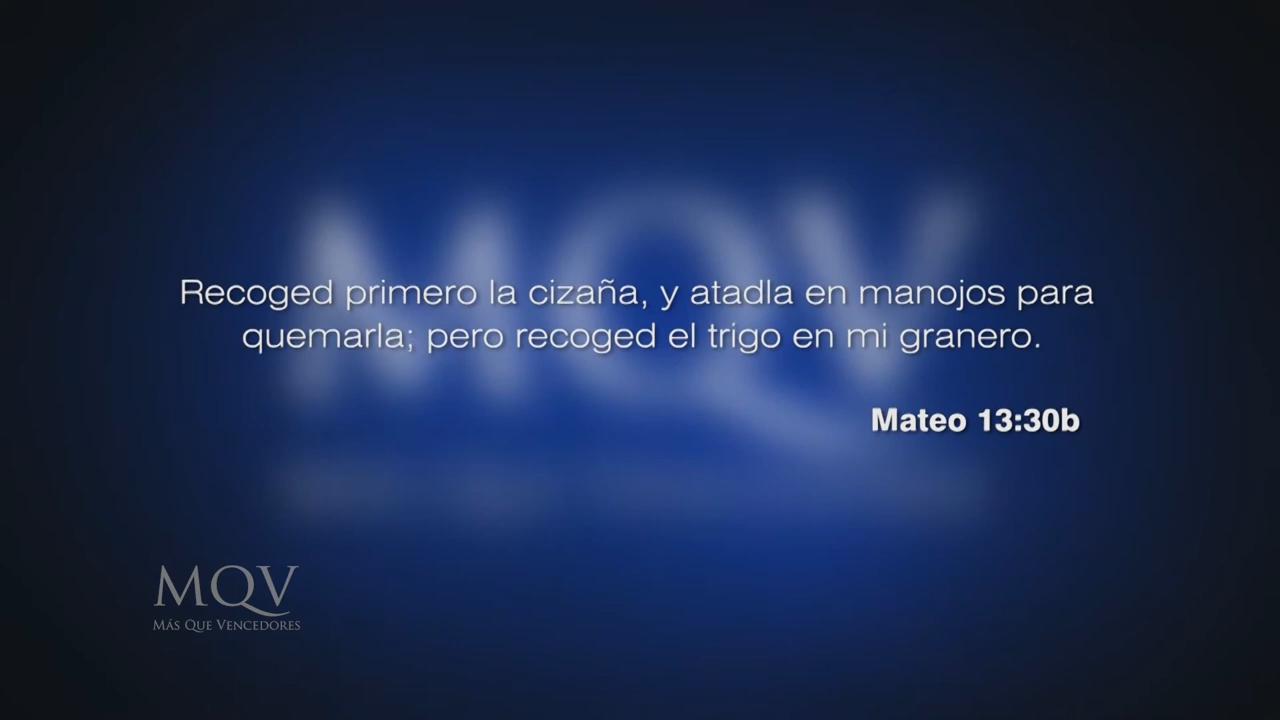 Recoged primero la cizaña, y atadla en manojos para
quemarla; pero recoged el trigo en mi granero.
Mateo 13:30b
MQV
MQV
Más Que Vencedores